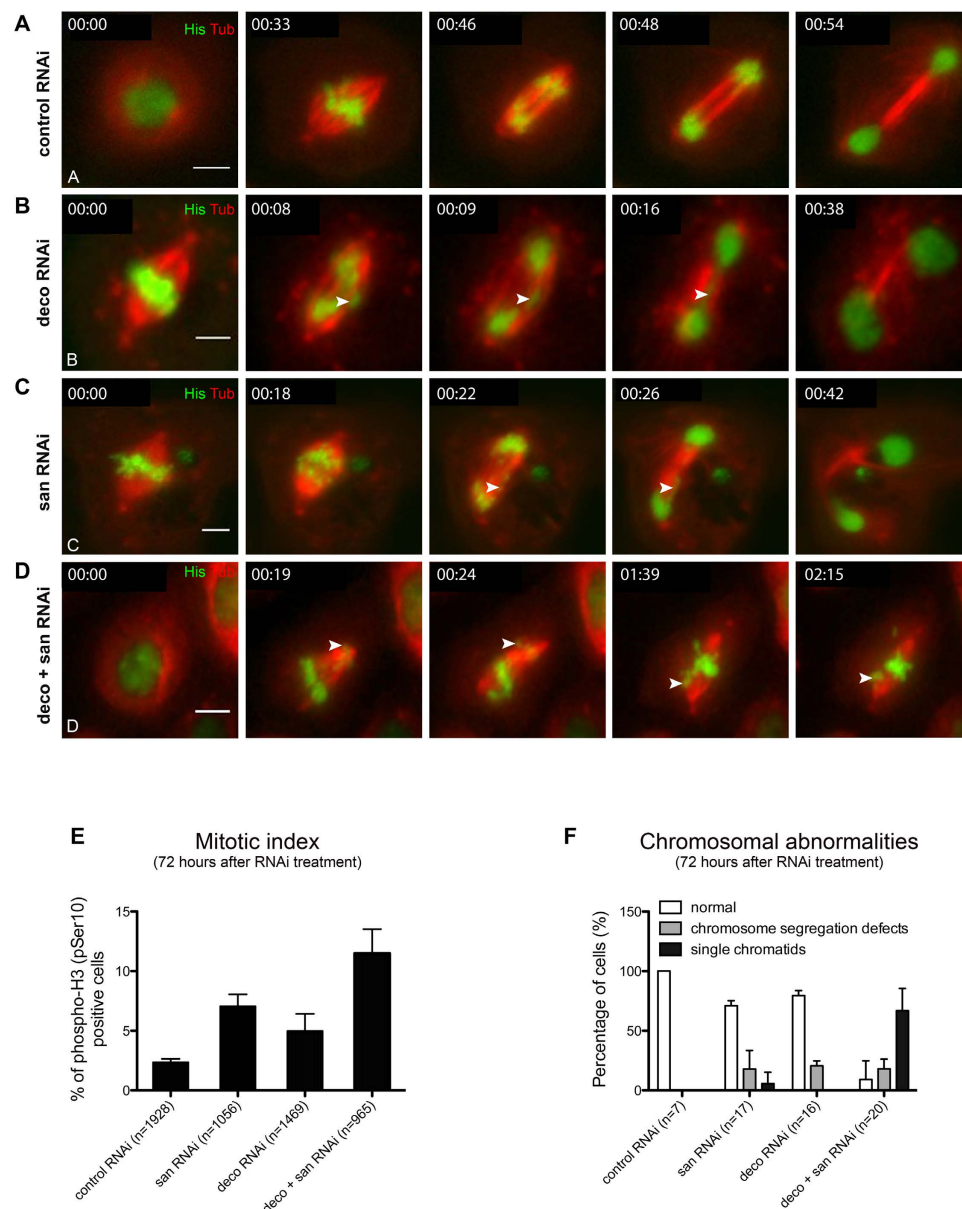 A
control RNAi
00:00
His Tub
A
00:33
00:46
00:48
00:54
B
deco RNAi
00:00
His Tub
B
00:08
00:09
00:16
00:38
C
san RNAi
00:00
His Tub
C
00:18
00:22
00:26
00:42
D
deco + san RNAi
00:00
His Tub
D
00:19
00:24
01:39
02:15
E
Mitotic index
(72 hours after RNAi treatment)
% of phospho-H3 (pSer10)
positive cells
15
10
5
0
control RNAi (n=1928)
san RNAi (n=1056)
deco RNAi (n=1469)
deco + san RNAi (n=965)
F
Chromosomal abnormalities
(72 hours after RNAi treatment)
normal
chromosome segregation defects
single chromatids
Percentage of cells (%)
150
100
50
0
control RNAi (n=7)
san RNAi (n=17)
deco RNAi (n=16)
deco + san RNAi (n=20)